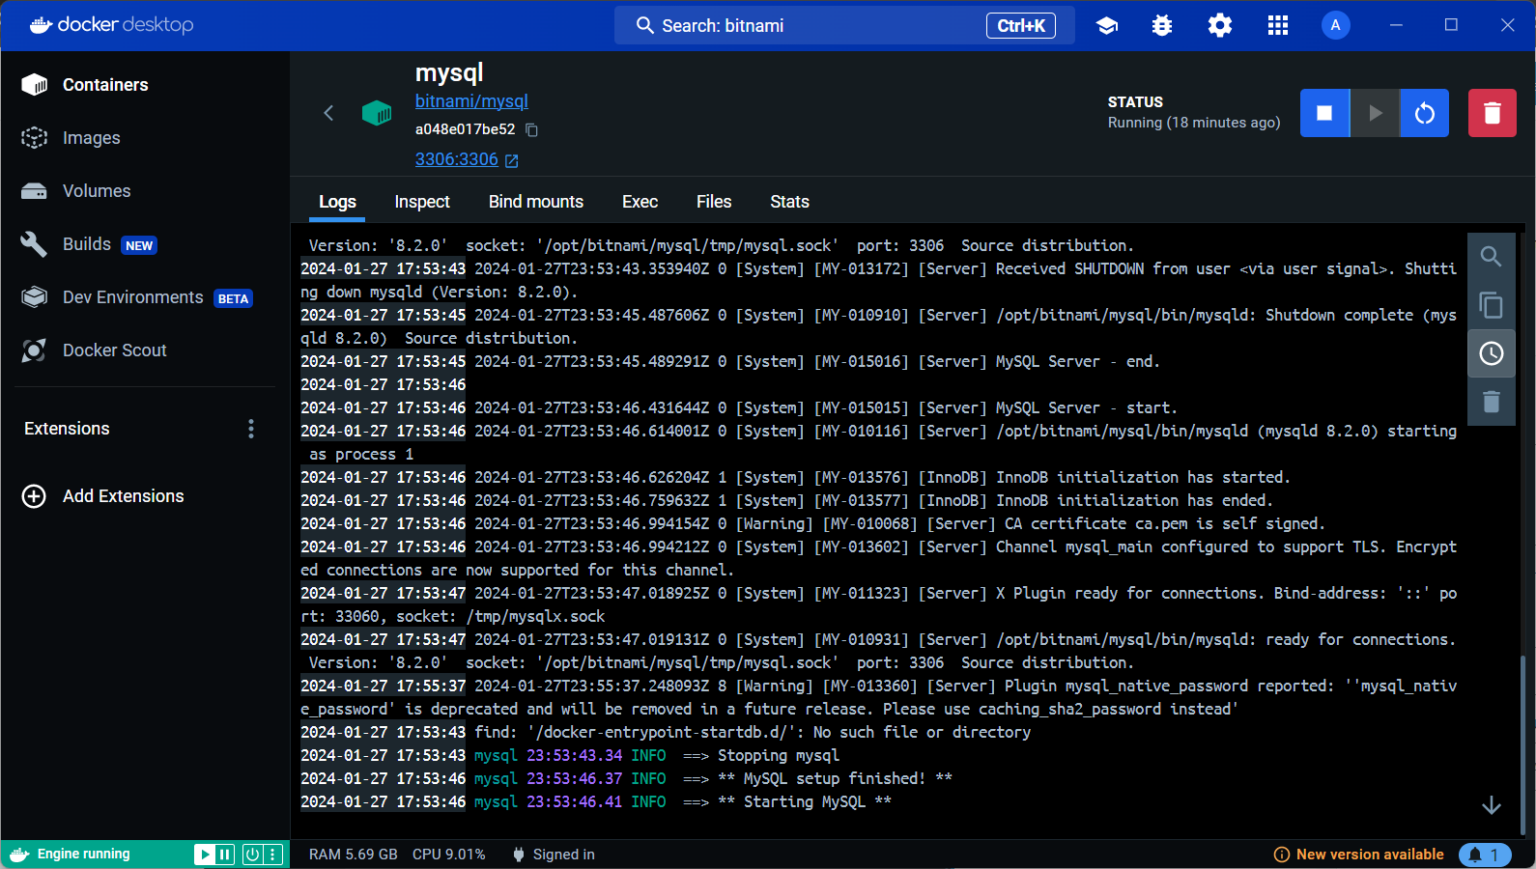 docker desktop
Search: bitnami
Ctrl+K
A
Containers
Images
Volumes
Builds NEW
Dev Environments BETA
Docker Scout
Extensions
Add Extensions
mysql
bitnami/mysql
a048e017be52
3306:3306
STATUS
Running (18 minutes ago)
Logs Inspect Bind mounts Exec Files Stats
Version: '8.2.0'  socket: '/opt/bitnami/mysql/tmp/mysql.sock'  port: 3306  Source distribution.
2024-01-27 17:53:43 2024-01-27T23:53:43.353940Z 0 [System] [MY-013172] [Server] Received SHUTDOWN from user <via user signal>. Shutti
ng down mysqld (Version: 8.2.0).
2024-01-27 17:53:45 2024-01-27T23:53:45.487606Z 0 [System] [MY-010910] [Server] /opt/bitnami/mysql/bin/mysqld: Shutdown complete (mys
qld 8.2.0)  Source distribution.
2024-01-27 17:53:45 2024-01-27T23:53:45.489291Z 0 [System] [MY-015016] [Server] MySQL Server - end.
2024-01-27 17:53:46
2024-01-27 17:53:46 2024-01-27T23:53:46.431644Z 0 [System] [MY-015015] [Server] MySQL Server - start.
2024-01-27 17:53:46 2024-01-27T23:53:46.614001Z 0 [System] [MY-010116] [Server] /opt/bitnami/mysql/bin/mysqld (mysqld 8.2.0) starting
as process 1
2024-01-27 17:53:46 2024-01-27T23:53:46.626204Z 1 [System] [MY-013576] [InnoDB] InnoDB initialization has started.
2024-01-27 17:53:46 2024-01-27T23:53:46.759632Z 1 [System] [MY-013577] [InnoDB] InnoDB initialization has ended.
2024-01-27 17:53:46 2024-01-27T23:53:46.994154Z 0 [Warning] [MY-010068] [Server] CA certificate ca.pem is self signed.
2024-01-27 17:53:46 2024-01-27T23:53:46.994212Z 0 [System] [MY-013602] [Server] Channel mysql_main configured to support TLS. Encrypt
ed connections are now supported for this channel.
2024-01-27 17:53:47 2024-01-27T23:53:47.018925Z 0 [System] [MY-011323] [Server] X Plugin ready for connections. Bind-address: '::' po
rt: 33060, socket: /tmp/mysqlx.sock
2024-01-27 17:53:47 2024-01-27T23:53:47.019131Z 0 [System] [MY-010931] [Server] /opt/bitnami/mysql/bin/mysqld: ready for connections.
Version: '8.2.0'  socket: '/opt/bitnami/mysql/tmp/mysql.sock'  port: 3306  Source distribution.
2024-01-27 17:55:37 2024-01-27T23:55:37.248093Z 8 [Warning] [MY-013360] [Server] Plugin mysql_native_password reported: ''mysql_nativ
e_password' is deprecated and will be removed in a future release. Please use caching_sha2_password instead'
2024-01-27 17:53:43 find: '/docker-entrypoint-startdb.d/': No such file or directory
2024-01-27 17:53:43 mysql 23:53:43.34 INFO  ==> Stopping mysql
2024-01-27 17:53:46 mysql 23:53:46.37 INFO  ==> ** MySQL setup finished! **
2024-01-27 17:53:46 mysql 23:53:46.41 INFO  ==> ** Starting MySQL **
Engine running
RAM 5.69 GB CPU 9.01% Signed in
New version available
1